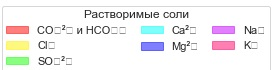 Растворимые соли
CO□²□ и HCO□□ Ca²□ Na□
Cl□ Mg²□ K□
SO□²□